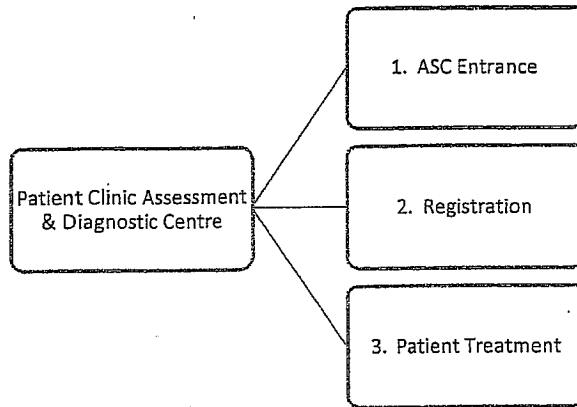 1. ASC Entrance
Patient Clinic Assessment
& Diagnostic Centre
2. Registration
3. Patient Treatment